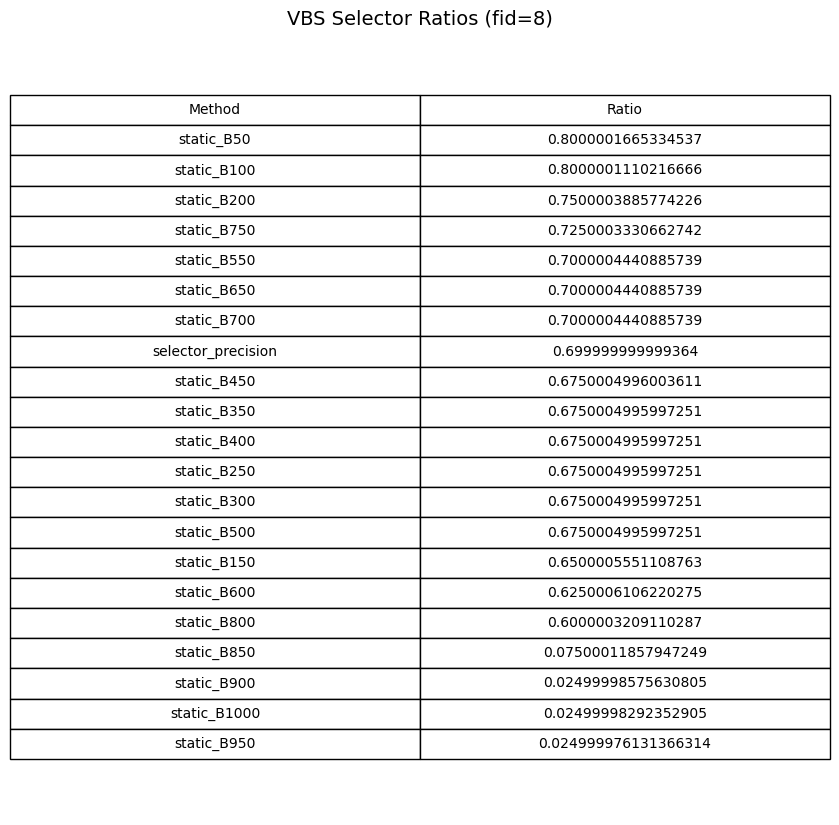 VBS Selector Ratios (fid=8)
Method Ratio
static_B50 0.8000001665334537
static_B100 0.8000001110216666
static_B200 0.7500003885774226
static_B750 0.7250003330662742
static_B550 0.7000004440885739
static_B650 0.7000004440885739
static_B700 0.7000004440885739
selector_precision 0.699999999999364
static_B450 0.6750004996003611
static_B350 0.6750004995997251
static_B400 0.6750004995997251
static_B250 0.6750004995997251
static_B300 0.6750004995997251
static_B500 0.6750004995997251
static_B150 0.6500005551108763
static_B600 0.6250006106220275
static_B800 0.6000003209110287
static_B850 0.07500011857947249
static_B900 0.02499998575630805
static_B1000 0.02499998292352905
static_B950 0.024999976131366314